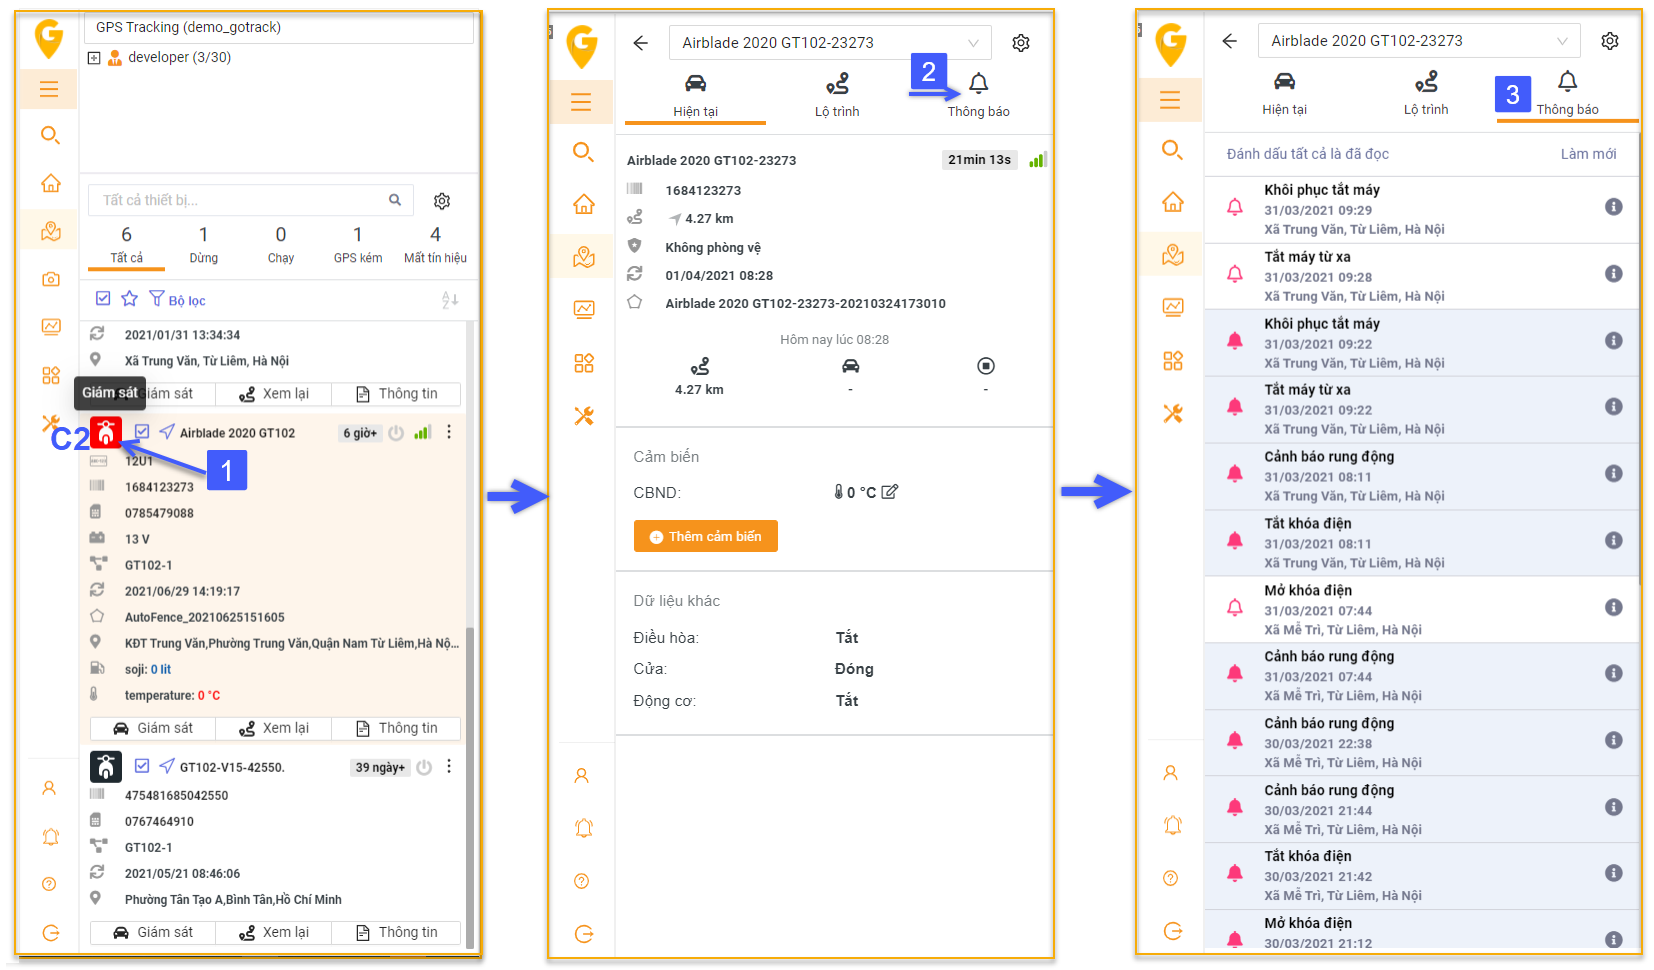 GPS Tracking (demo_gotrack)
developer (3/30)
Tất cả thiết bị...
6 1 0 1 4
Tất cả Dừng Chạy GPS kém Mất tín hiệu
Bộ lọc
2021/01/31 13:34:34
Xã Trung Văn, Từ Liêm, Hà Nội
Giám sát
Giám sát Xem lại Thông tin
C2
Airblade 2020 GT102 6 giờ+
1
12U1
1684123273
0785479088
13 V
GT102-1
2021/06/29 14:19:17
AutoFence_20210625151605
KĐT Trung Văn,Phường Trung Văn,Quận Nam Từ Liêm,Hà Nộ...
soji: 0 lit
temperature: 0 °C
Giám sát Xem lại Thông tin
GT102-V15-42550. 39 ngày+
475481685042550
0767464910
GT102-1
2021/05/21 08:46:06
Phường Tân Tạo A,Bình Tân,Hồ Chí Minh
Giám sát Xem lại Thông tin
Airblade 2020 GT102-23273
2
Hiện tại Lộ trình Thông báo
Airblade 2020 GT102-23273 21min 13s
1684123273
4.27 km
Không phòng vệ
01/04/2021 08:28
Airblade 2020 GT102-23273-20210324173010
Hôm nay lúc 08:28
4.27 km - -
Cảm biến
CBND: 0 °C
Thêm cảm biến
Dữ liệu khác
Điều hòa: Tắt
Cửa: Đóng
Động cơ: Tắt
Airblade 2020 GT102-23273
3
Hiện tại Lộ trình Thông báo
Đánh dấu tất cả là đã đọc Làm mới
Khôi phục tắt máy
31/03/2021 09:29
Xã Trung Văn, Từ Liêm, Hà Nội
Tắt máy từ xa
31/03/2021 09:28
Xã Trung Văn, Từ Liêm, Hà Nội
Khôi phục tắt máy
31/03/2021 09:22
Xã Trung Văn, Từ Liêm, Hà Nội
Tắt máy từ xa
31/03/2021 09:22
Xã Trung Văn, Từ Liêm, Hà Nội
Cảnh báo rung động
31/03/2021 08:11
Xã Trung Văn, Từ Liêm, Hà Nội
Tắt khóa điện
31/03/2021 08:11
Xã Trung Văn, Từ Liêm, Hà Nội
Mở khóa điện
31/03/2021 07:44
Xã Mễ Trì, Từ Liêm, Hà Nội
Cảnh báo rung động
31/03/2021 07:44
Xã Mễ Trì, Từ Liêm, Hà Nội
Cảnh báo rung động
30/03/2021 22:38
Xã Mễ Trì, Từ Liêm, Hà Nội
Cảnh báo rung động
30/03/2021 21:44
Xã Mễ Trì, Từ Liêm, Hà Nội
Tắt khóa điện
30/03/2021 21:42
Xã Mễ Trì, Từ Liêm, Hà Nội
Mở khóa điện
30/03/2021 21:12